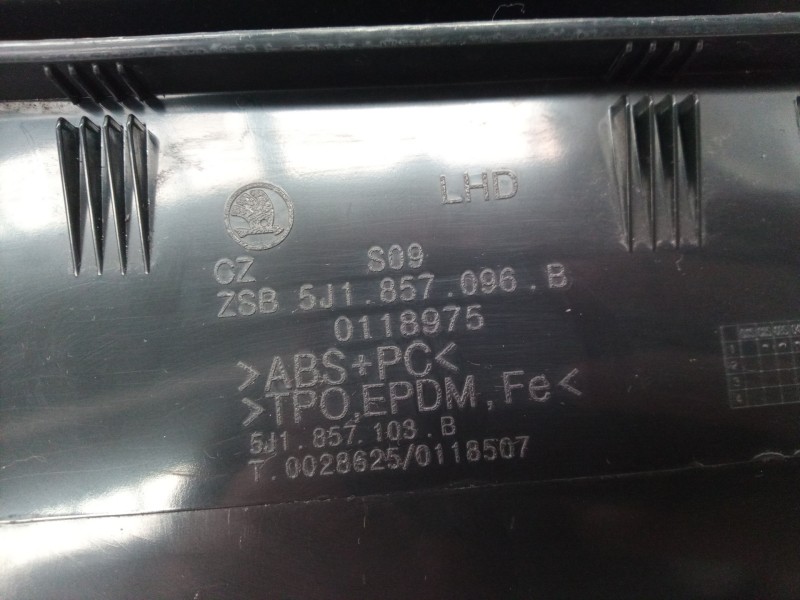 LHD
CZ S09
ZSB 5J1.857.096.B
0118975
>ABS+PC<
>TPO,EPDM,Fe<
5J1.857.103.B
T.0028625/0118507